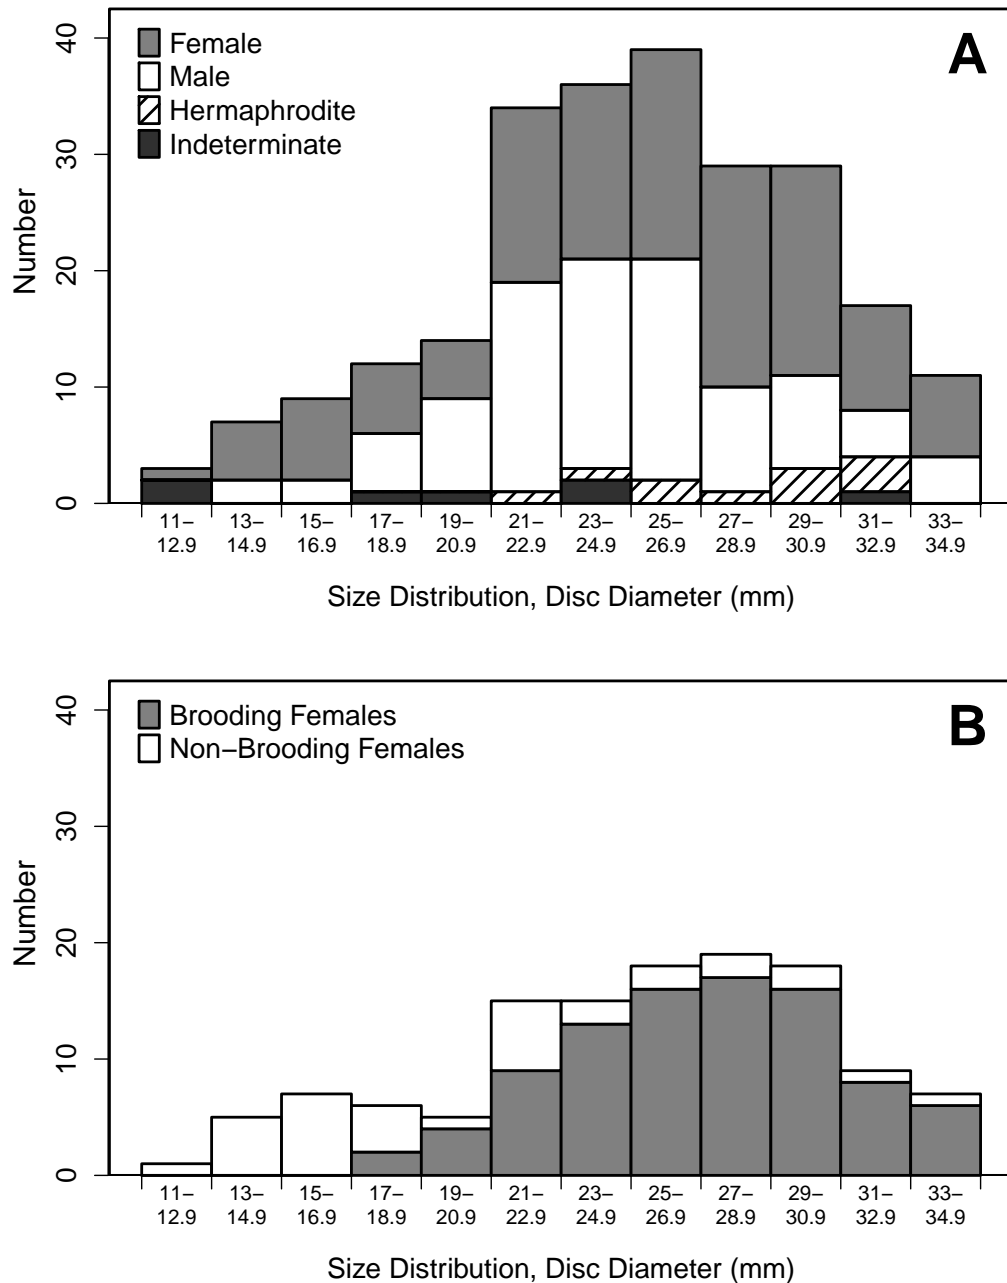 A
Female
Male
Hermaphrodite
Indeterminate
Number
40
30
20
10
0
11– 13– 15– 17– 19– 21– 23– 25– 27– 29– 31– 33–
12.9 14.9 16.9 18.9 20.9 22.9 24.9 26.9 28.9 30.9 32.9 34.9
Size Distribution, Disc Diameter (mm)
B
Brooding Females
Non–Brooding Females
Number
40
30
20
10
0
11– 13– 15– 17– 19– 21– 23– 25– 27– 29– 31– 33–
12.9 14.9 16.9 18.9 20.9 22.9 24.9 26.9 28.9 30.9 32.9 34.9
Size Distribution, Disc Diameter (mm)